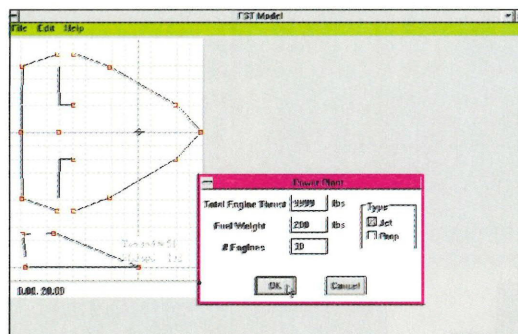 FST Model
File Edit Help
Power Plant
Total Engine Thrust 9999 lbs
Fuel Weight 200 lbs
# Engines 30
Type
Jet
Prop
OK
Cancel
0.00, 20.00